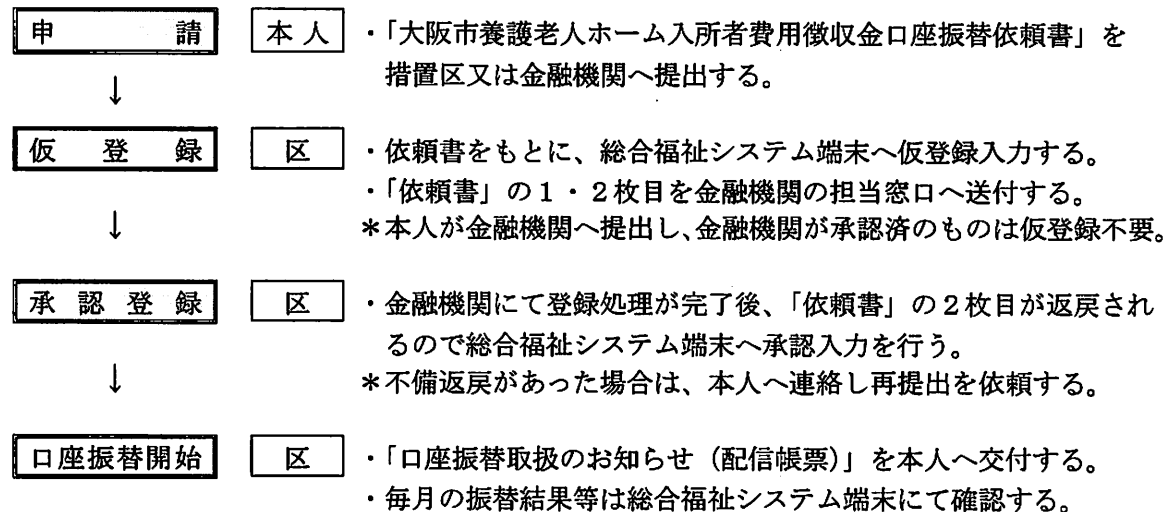 申請 本人 ・「大阪市養護老人ホーム入所者費用徴収金口座振替依頼書」を
措置区又は金融機関へ提出する。
↓
仮登録 区 ・依頼書をもとに、総合福祉システム端末へ仮登録入力する。
・「依頼書」の1・2枚目を金融機関の担当窓口へ送付する。
↓ *本人が金融機関へ提出し、金融機関が承認済のものは仮登録不要。
承認登録 区 ・金融機関にて登録処理が完了後、「依頼書」の2枚目が返戻され
るので総合福祉システム端末へ承認入力を行う。
↓ *不備返戻があった場合は、本人へ連絡し再提出を依頼する。
口座振替開始 区 ・「口座振替取扱のお知らせ(配信帳票)」を本人へ交付する。
・毎月の振替結果等は総合福祉システム端末にて確認する。